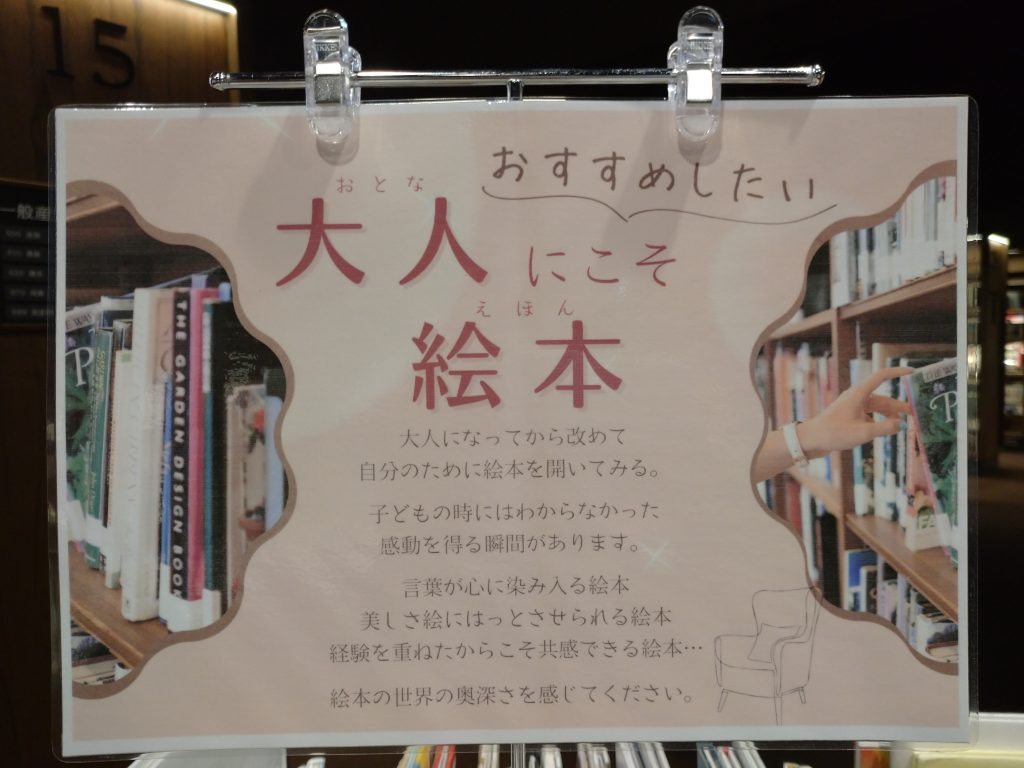 15
一般産
おすすめしたい
おとな
大人にこそ
えほん
絵本
大人になってから改めて
自分のために絵本を開いてみる。
子どもの時にはわからなかった
感動を得る瞬間があります。
言葉が心に染み入る絵本
美しさ絵にはっとさせられる絵本
経験を重ねたからこそ共感できる絵本…
絵本の世界の奥深さを感じてください。
THE GARDEN DESIGN BOOK